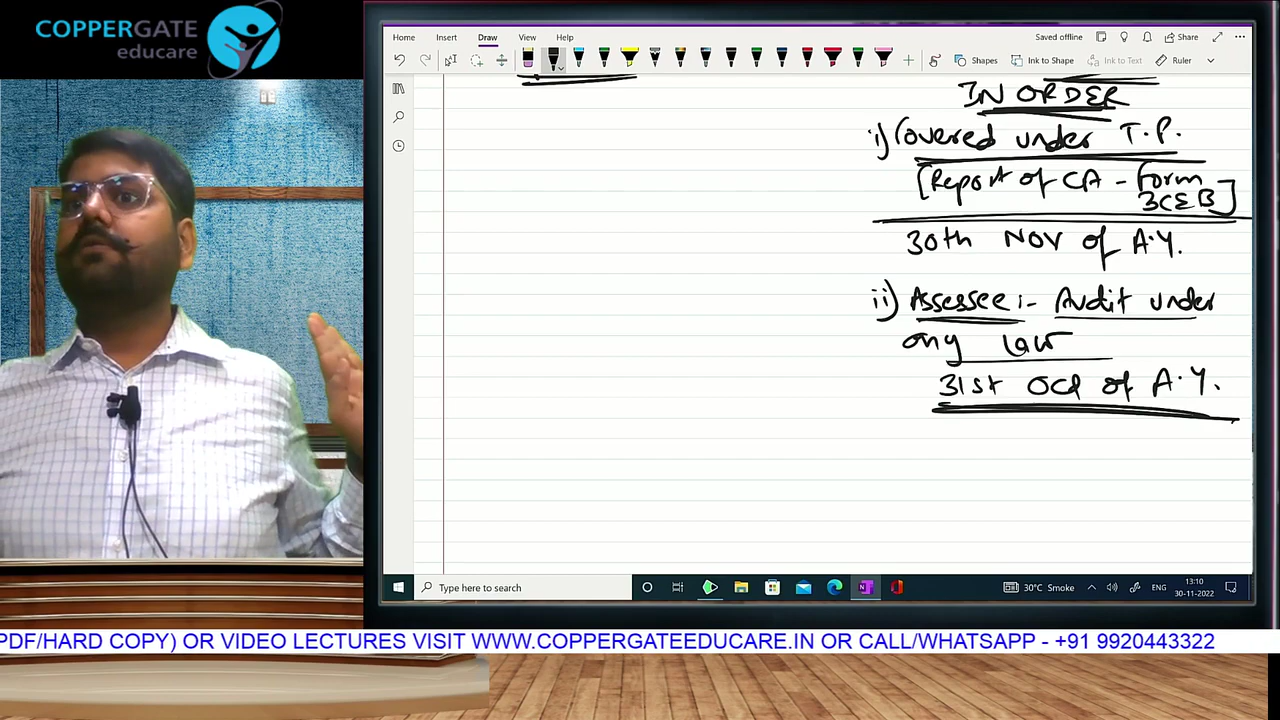 COPPERGATE
educare
Home Insert Draw View Help
Saved offline
Share
Shapes
Ink to Shape
Ink to Text
Ruler
IN ORDER
i) Covered under T.P.
[Report of CA - Form
3CEB]
30th NOV of A.Y.
ii) Assessee :- Audit under
any law
31st Oct of A.Y.
Type here to search
30°C Smoke
ENG
13:10
30-11-2022
PDF/HARD COPY) OR VIDEO LECTURES VISIT WWW.COPPERGATEEDUCARE.IN OR CALL/WHATSAPP - +91 9920443322